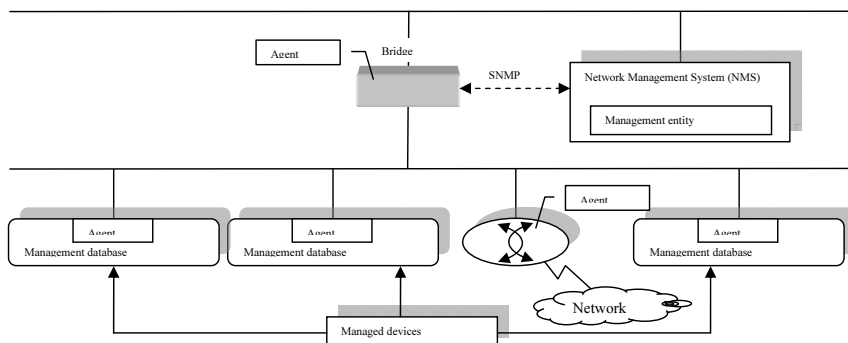 Agent
Bridge
SNMP
Network Management System (NMS)
Management entity
Agent
Agent
Agent
Agent
Management database
Management database
Management database
Network
Managed devices